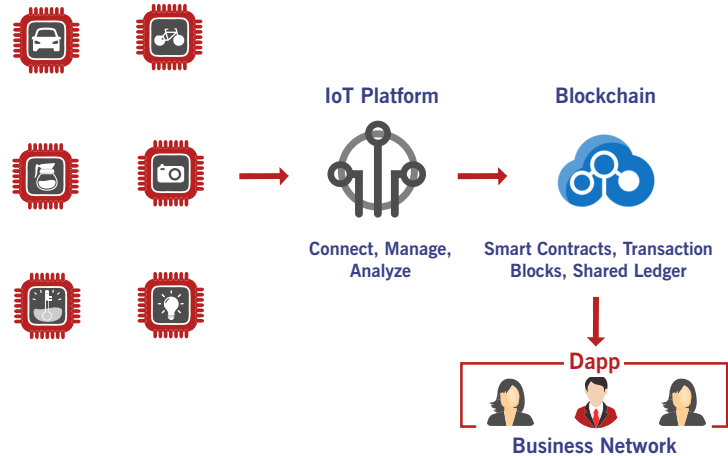 IoT Platform
Blockchain
Connect, Manage,
Analyze
Smart Contracts, Transaction
Blocks, Shared Ledger
Dapp
Business Network